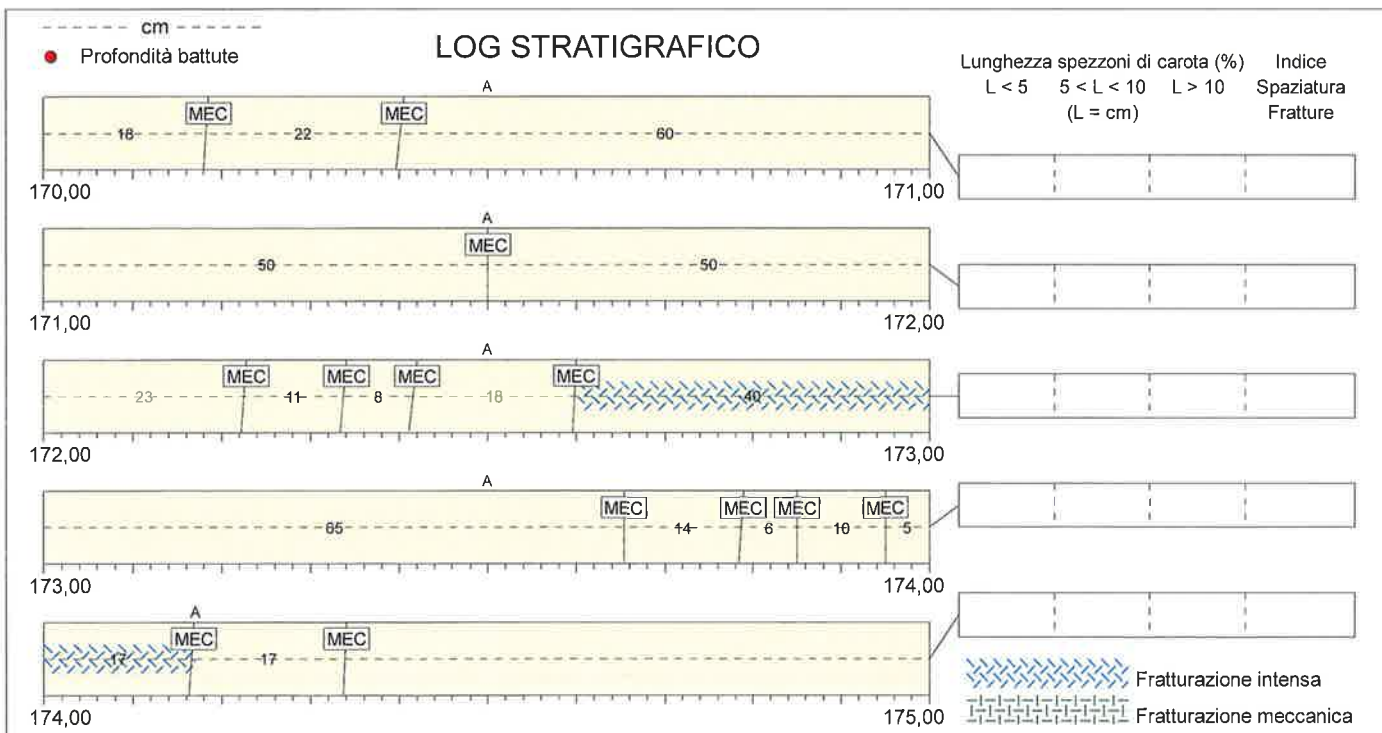 cm
Profondità battute
LOG STRATIGRAFICO
Lunghezza spezzoni di carota (%) Indice
L < 5 5 < L < 10 L > 10 Spaziatura
(L = cm) Fratture
A
MEC MEC
18 22 60
170,00 171,00
A
MEC
50 50
171,00 172,00
A
MEC MEC MEC MEC
23 11 8 18 40
172,00 173,00
A
MEC MEC MEC MEC
65 14 6 10 5
173,00 174,00
A
MEC MEC
17 17
174,00 175,00
Fratturazione intensa
Fratturazione meccanica